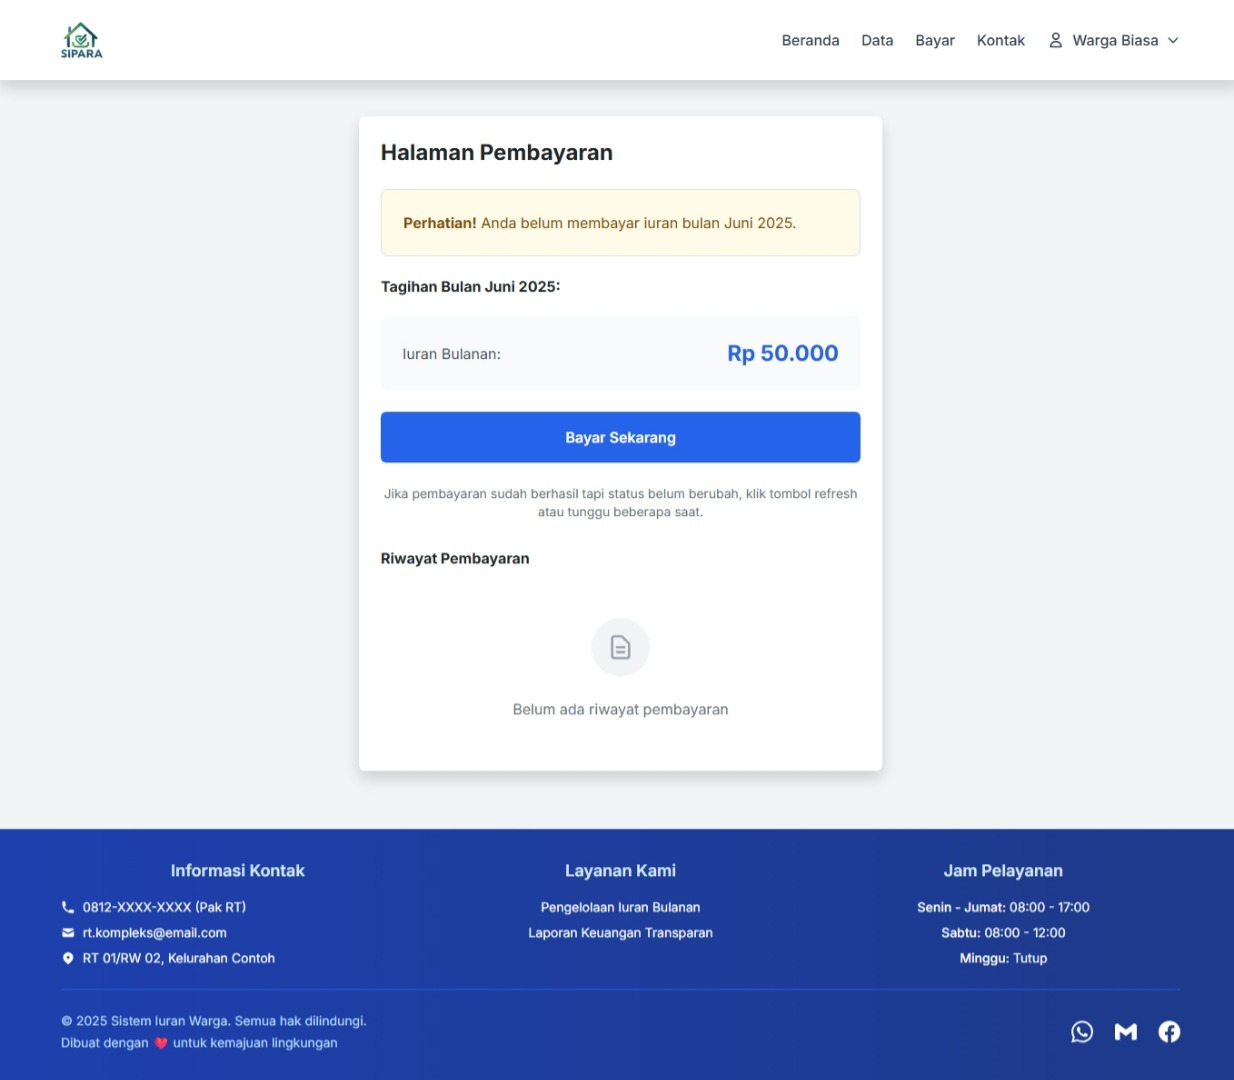 SIPARA
Beranda
Data
Bayar
Kontak
Warga Biasa
Halaman Pembayaran
Perhatian! Anda belum membayar iuran bulan Juni 2025.
Tagihan Bulan Juni 2025:
Iuran Bulanan:
Rp 50.000
Bayar Sekarang
Jika pembayaran sudah berhasil tapi status belum berubah, klik tombol refresh
atau tunggu beberapa saat.
Riwayat Pembayaran
Belum ada riwayat pembayaran
Informasi Kontak
0812-XXXX-XXXX (Pak RT)
rt.kompleks@email.com
RT 01/RW 02, Kelurahan Contoh
Layanan Kami
Pengelolaan Iuran Bulanan
Laporan Keuangan Transparan
Jam Pelayanan
Senin - Jumat: 08:00 - 17:00
Sabtu: 08:00 - 12:00
Minggu: Tutup
© 2025 Sistem Iuran Warga. Semua hak dilindungi.
Dibuat dengan ❤️ untuk kemajuan lingkungan